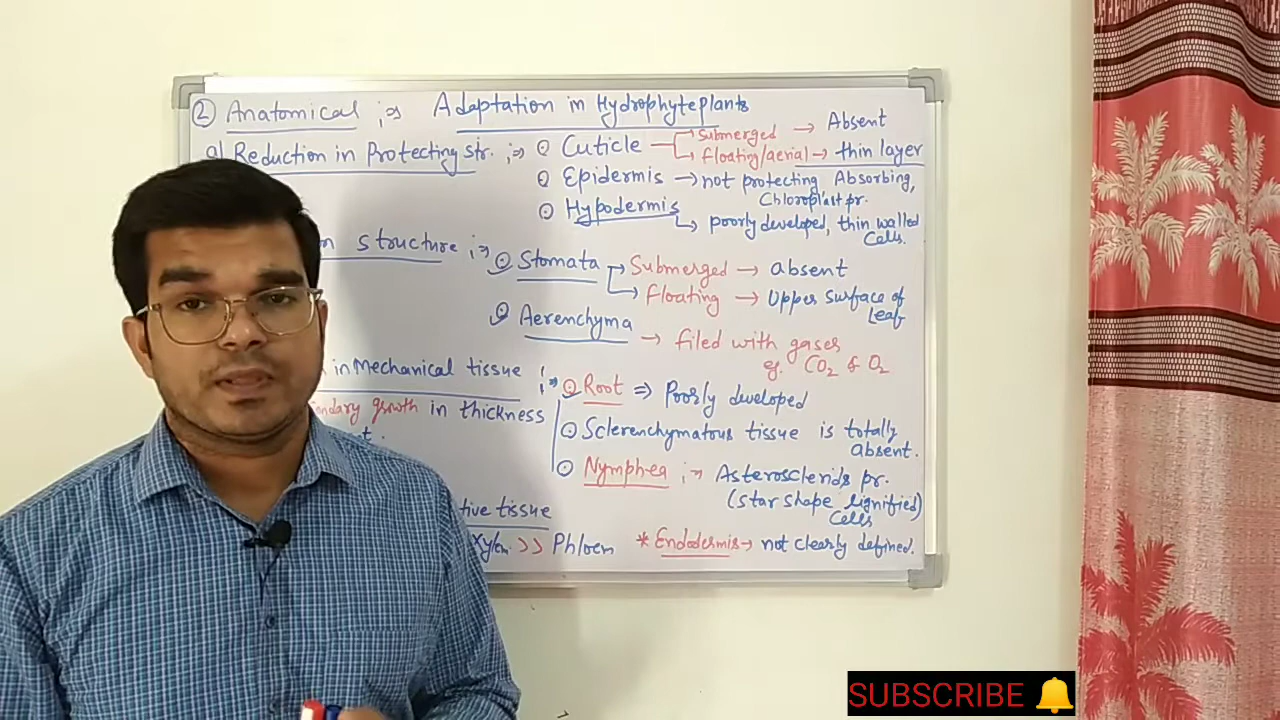 ② Anatomical ;⇒ Adaptation in Hydrophyte plants
a) Reduction in Protecting str. ;⇒ ⊙ Cuticle → Submerged → Absent
→ floating/aerial → thin layer
⊙ Epidermis → not protecting, Absorbing,
Chloroplast pr.
⊙ Hypodermis
↳ poorly developed, thin walled
Cells.
structure ;⇒ ⊙ Stomata → Submerged → absent
→ floating → Upper surface of
Leaf
⊙ Aerenchyma → filed with gases
eg. CO₂ & O₂
in Mechanical tissue ;⇒ ⊙ Root ⇒ Poorly developed
growth in thickness
⊙ Sclerenchymatous tissue is totally
absent.
⊙ Nymphea ;⇒ Asterosclerids pr.
(star shape lignified)
Cells
tissue
Xylem >> Phloem * Endodermis → not clearly defined.
SUBSCRIBE